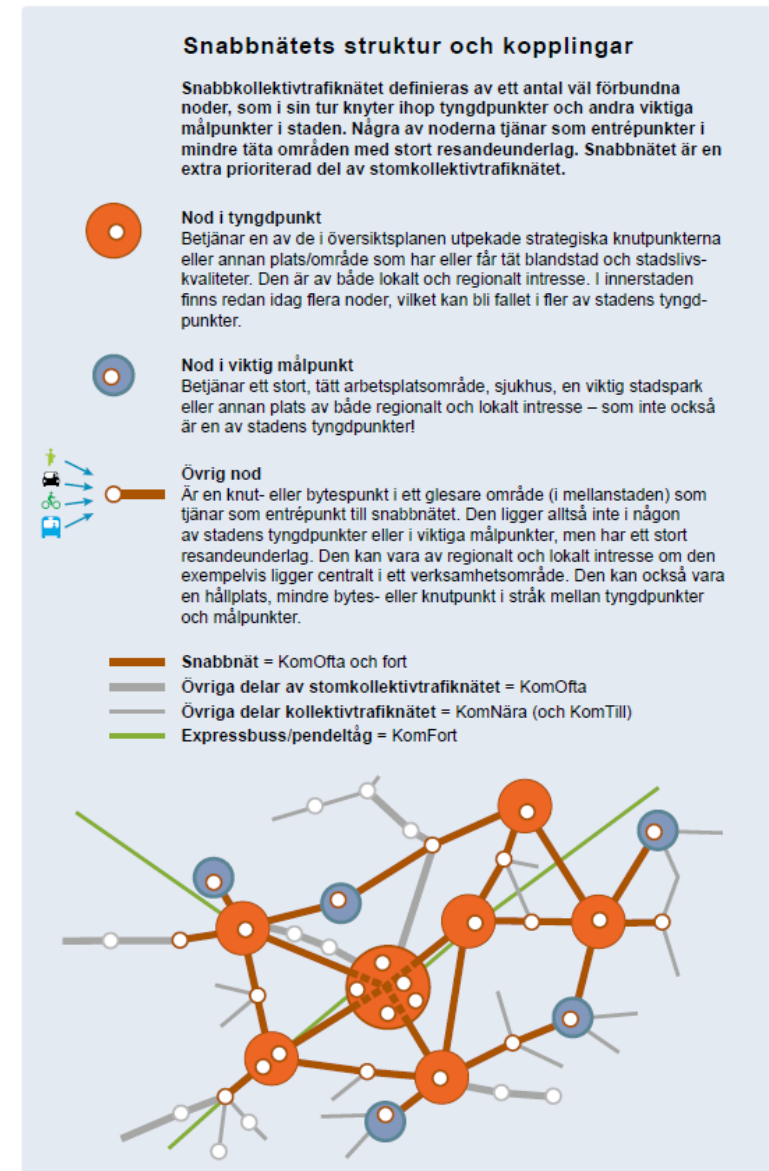 Snabbnätets struktur och kopplingar
Snabbkollektivtrafiknätet definieras av ett antal väl förbundna
noder, som i sin tur knyter ihop tyngdpunkter och andra viktiga
målpunkter i staden. Några av noderna tjänar som entrépunkter i
mindre täta områden med stort resandeunderlag. Snabbnätet är en
extra prioriterad del av stomkollektivtrafiknätet.
Nod i tyngdpunkt
Betjänar en av de i översiktsplanen utpekade strategiska knutpunkterna
eller annan plats/område som har eller får tät blandstad och stadslivs-
kvaliteter. Den är av både lokalt och regionalt intresse. I innerstaden
finns redan idag flera noder, vilket kan bli fallet i fler av stadens tyngd-
punkter.
Nod i viktig målpunkt
Betjänar ett stort, tätt arbetsplatsområde, sjukhus, en viktig stadspark
eller annan plats av både regionalt och lokalt intresse – som inte också
är en av stadens tyngdpunkter!
Övrig nod
Är en knut- eller bytespunkt i ett glesare område (i mellanstaden) som
tjänar som entrépunkt till snabbnätet. Den ligger alltså inte i någon
av stadens tyngdpunkter eller i viktiga målpunkter, men har ett stort
resandeunderlag. Den kan vara av regionalt och lokalt intresse om den
exempelvis ligger centralt i ett verksamhetsområde. Den kan också vara
en hållplats, mindre bytes- eller knutpunkt i stråk mellan tyngdpunkter
och målpunkter.
Snabbnät = KomOfta och fort
Övriga delar av stomkollektivtrafiknätet = KomOfta
Övriga delar kollektivtrafiknätet = KomNära (och KomTill)
Expressbuss/pendeltåg = KomFort